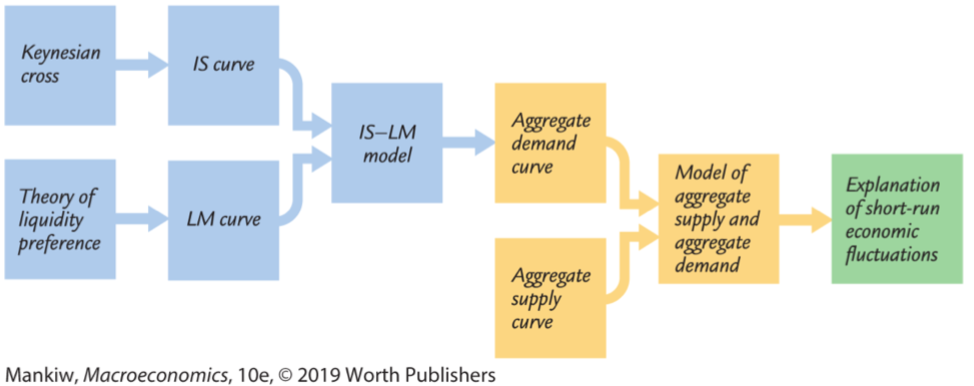 Keynesian
cross
IS curve
Theory of
liquidity
preference
LM curve
IS–LM
model
Aggregate
demand
curve
Aggregate
supply
curve
Model of
aggregate
supply and
aggregate
demand
Explanation
of short-run
economic
fluctuations
Mankiw, Macroeconomics, 10e, © 2019 Worth Publishers